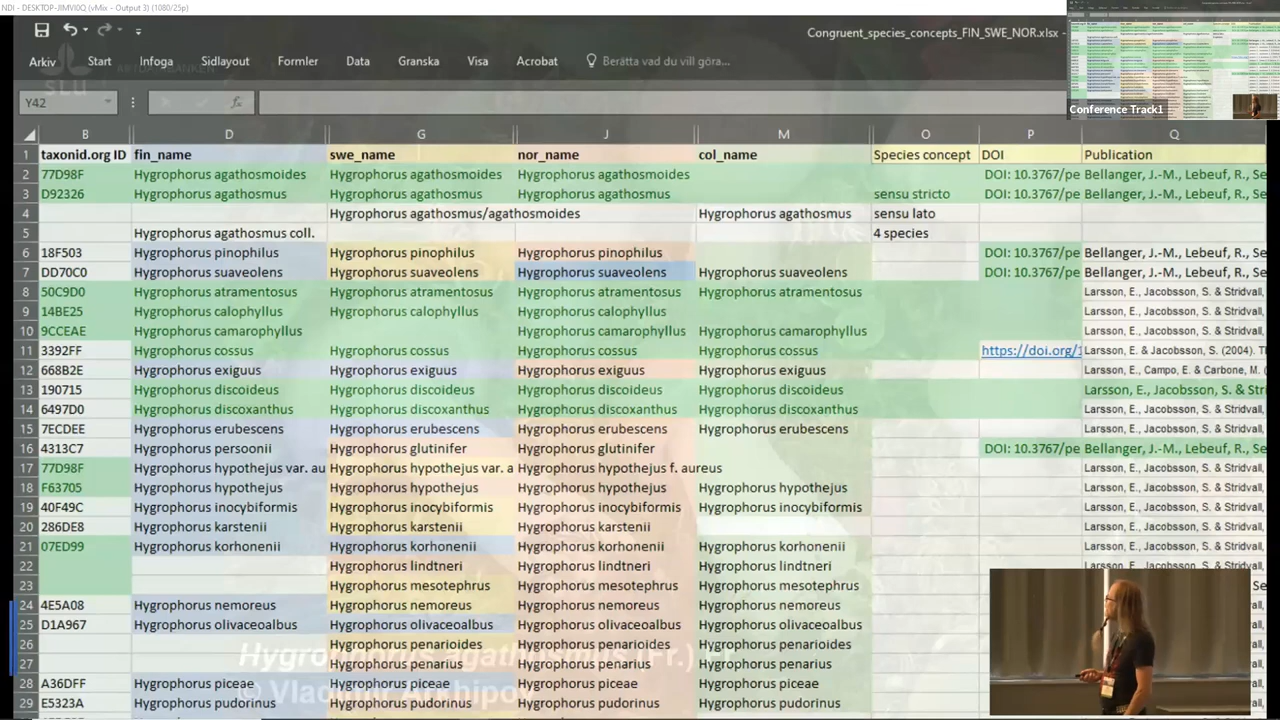 NDI - DESKTOP-JIMVI0Q (vMix - Output 3) (1080/25p)
ngruent_species_concepts_FIN_SWE_NOR.xlsx -
Arkiv Start Infoga Sidlayout Formler
Conference Track1
Y42
B D G J M O P Q
1 taxonid.org ID fin_name swe_name nor_name col_name Species concept DOI Publication
2 77D98F Hygrophorus agathosmoides Hygrophorus agathosmoides Hygrophorus agathosmoides DOI: 10.3767/pe Bellanger, J.-M., Lebeuf, R., Se
3 D92326 Hygrophorus agathosmus Hygrophorus agathosmus Hygrophorus agathosmus sensu stricto DOI: 10.3767/pe Bellanger, J.-M., Lebeuf, R., Se
4 Hygrophorus agathosmus/agathosmoides Hygrophorus agathosmus sensu lato
5 Hygrophorus agathosmus coll. 4 species
6 18F503 Hygrophorus pinophilus Hygrophorus pinophilus Hygrophorus pinophilus DOI: 10.3767/pe Bellanger, J.-M., Lebeuf, R., Se
7 DD70C0 Hygrophorus suaveolens Hygrophorus suaveolens Hygrophorus suaveolens Hygrophorus suaveolens DOI: 10.3767/pe Bellanger, J.-M., Lebeuf, R., Se
8 50C9D0 Hygrophorus atramentosus Hygrophorus atramentosus Hygrophorus atramentosus Hygrophorus atramentosus Larsson, E., Jacobsson, S. & Stridvall,
9 14BE25 Hygrophorus calophyllus Hygrophorus calophyllus Hygrophorus calophyllus Larsson, E., Jacobsson, S. & Stridvall,
10 9CCEAE Hygrophorus camarophyllus Hygrophorus camarophyllus Hygrophorus camarophyllus Larsson, E., Jacobsson, S. & Stridvall,
11 3392FF Hygrophorus cossus Hygrophorus cossus Hygrophorus cossus Hygrophorus cossus https://doi.org/1 Larsson, E. & Jacobsson, S. (2004). T
12 668B2E Hygrophorus exiguus Hygrophorus exiguus Hygrophorus exiguus Hygrophorus exiguus Larsson, E., Campo, E. & Carbone, M. (
13 190715 Hygrophorus discoideus Hygrophorus discoideus Hygrophorus discoideus Hygrophorus discoideus Larsson, E., Jacobsson, S. & Stri
14 6497D0 Hygrophorus discoxanthus Hygrophorus discoxanthus Hygrophorus discoxanthus Hygrophorus discoxanthus Larsson, E., Jacobsson, S. & Stridvall,
15 7ECDEE Hygrophorus erubescens Hygrophorus erubescens Hygrophorus erubescens Hygrophorus erubescens Larsson, E., Jacobsson, S. & Stridvall,
16 4313C7 Hygrophorus persoonii Hygrophorus glutinifer Hygrophorus glutinifer DOI: 10.3767/pe Bellanger, J.-M., Lebeuf, R., Se
17 77D98F Hygrophorus hypothejus var. au Hygrophorus hypothejus var. a Hygrophorus hypothejus f. aureus Larsson, E., Jacobsson, S. & Stridvall,
18 F63705 Hygrophorus hypothejus Hygrophorus hypothejus Hygrophorus hypothejus Hygrophorus hypothejus Larsson, E., Jacobsson, S. & Stridvall,
19 40F49C Hygrophorus inocybiformis Hygrophorus inocybiformis Hygrophorus inocybiformis Hygrophorus inocybiformis Larsson, E., Jacobsson, S. & Stridvall,
20 286DE8 Hygrophorus karstenii Hygrophorus karstenii Hygrophorus karstenii Larsson, E., Jacobsson, S. & Stridvall,
21 07ED99 Hygrophorus korhonenii Hygrophorus korhonenii Hygrophorus korhonenii Hygrophorus korhonenii Larsson, E., Jacobsson, S. & Stridvall,
22 Hygrophorus lindtneri Hygrophorus lindtneri Hygrophorus lindtneri Larsson, E., Jacobsson, S. & Stridvall,
23 Hygrophorus mesotephrus Hygrophorus mesotephrus Hygrophorus mesotephrus Se
24 4E5A08 Hygrophorus nemoreus Hygrophorus nemoreus Hygrophorus nemoreus Hygrophorus nemoreus all,
25 D1A967 Hygrophorus olivaceoalbus Hygrophorus olivaceoalbus Hygrophorus olivaceoalbus Hygrophorus olivaceoalbus all,
26 Hygrophorus penarioides Hygrophorus penarioides Hygrophorus penarioides all,
27 Hygrophorus penarius Hygrophorus penarius Hygrophorus penarius all,
28 A36DFF Hygrophorus piceae Hygrophorus piceae Hygrophorus piceae Hygrophorus piceae all,
29 E5323A Hygrophorus pudorinus Hygrophorus pudorinus Hygrophorus pudorinus Hygrophorus pudorinus all,